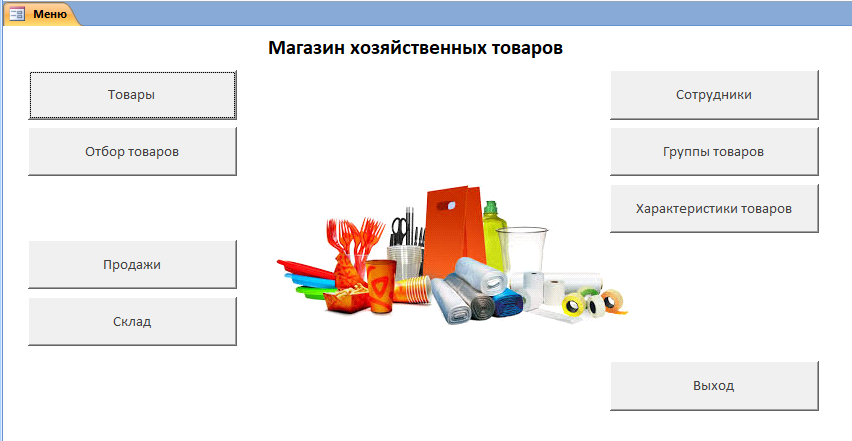 Меню
Магазин хозяйственных товаров
Товары
Отбор товаров
Продажи
Склад
Сотрудники
Группы товаров
Характеристики товаров
Выход